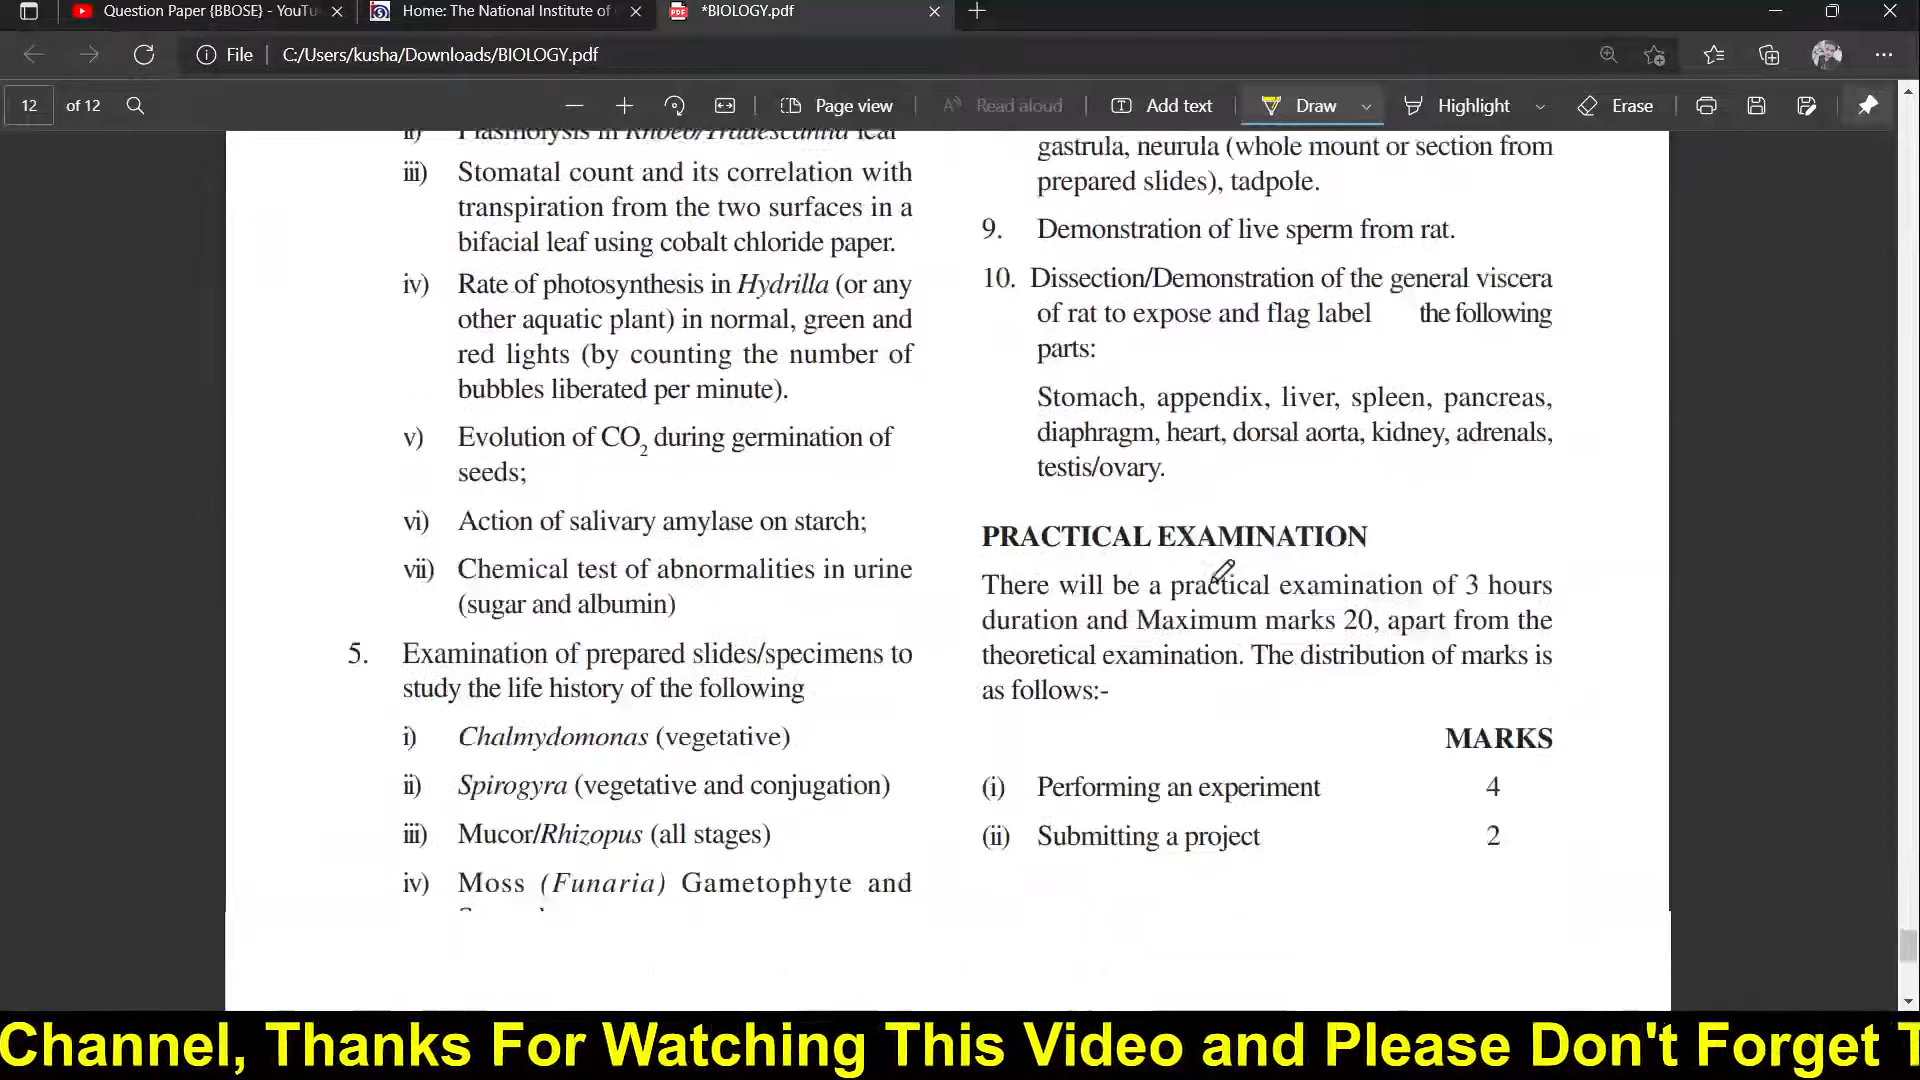 Question Paper {BBOSE} - YouTu
Home: The National Institute of
*BIOLOGY.pdf
File
C:/Users/kusha/Downloads/BIOLOGY.pdf
12 of 12
Page view
Read aloud
Add text
Draw
Highlight
Erase
ii) Plasmolysis in Rhoeo/Tradescantia leaf
iii) Stomatal count and its correlation with
transpiration from the two surfaces in a
bifacial leaf using cobalt chloride paper.
iv) Rate of photosynthesis in Hydrilla (or any
other aquatic plant) in normal, green and
red lights (by counting the number of
bubbles liberated per minute).
v) Evolution of CO2 during germination of
seeds;
vi) Action of salivary amylase on starch;
vii) Chemical test of abnormalities in urine
(sugar and albumin)
5. Examination of prepared slides/specimens to
study the life history of the following
i) Chalmydomonas (vegetative)
ii) Spirogyra (vegetative and conjugation)
iii) Mucor/Rhizopus (all stages)
iv) Moss (Funaria) Gametophyte and
gastrula, neurula (whole mount or section from
prepared slides), tadpole.
9. Demonstration of live sperm from rat.
10. Dissection/Demonstration of the general viscera
of rat to expose and flag label the following
parts:
Stomach, appendix, liver, spleen, pancreas,
diaphragm, heart, dorsal aorta, kidney, adrenals,
testis/ovary.
PRACTICAL EXAMINATION
There will be a practical examination of 3 hours
duration and Maximum marks 20, apart from the
theoretical examination. The distribution of marks is
as follows:-
MARKS
(i) Performing an experiment 4
(ii) Submitting a project 2
Channel, Thanks For Watching This Video and Please Don't Forget T